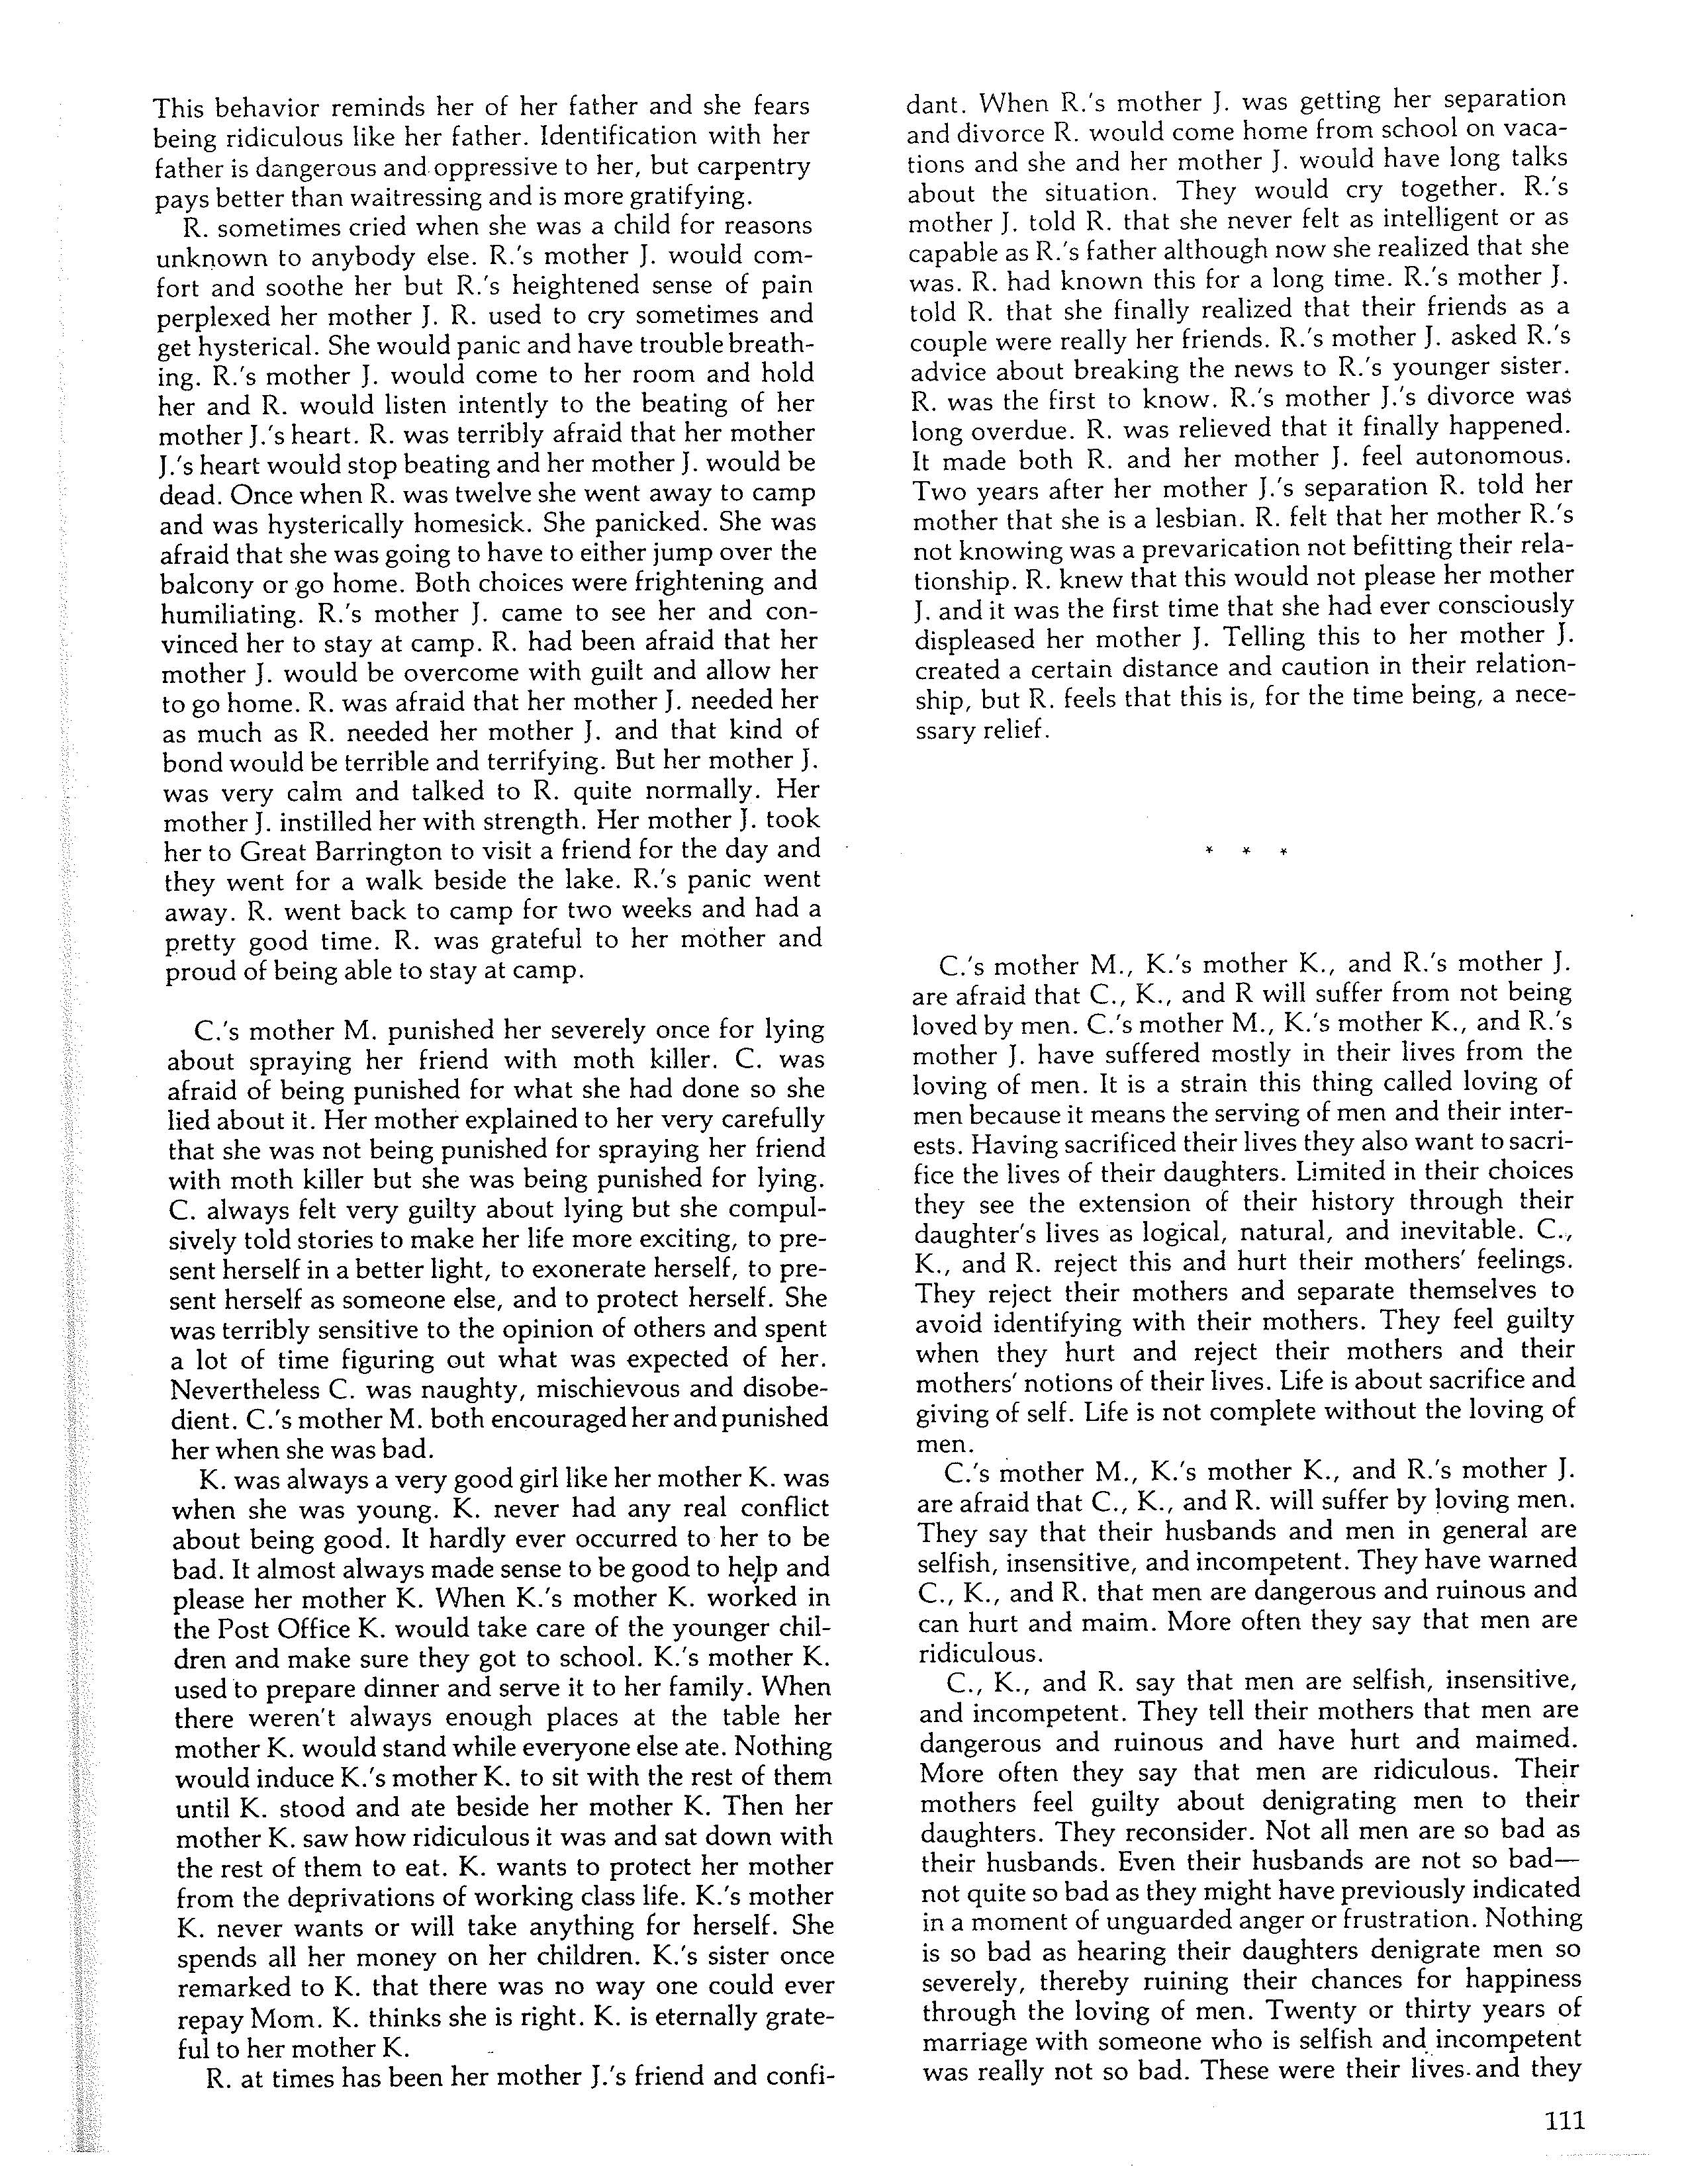 This behavior reminds her of her father and she fears
being ridiculous like her father. Identification with her
father is dangerous and oppressive to her, but carpentry
pays better than waitressing and is more gratifying.
R. sometimes cried when she was a child for reasons
unknown to anybody else. R.'s mother J. would com-
fort and soothe her but R.'s heightened sense of pain
perplexed her mother J. R. used to cry sometimes and
get hysterical. She would panic and have trouble breath-
ing. R.'s mother J. would come to her room and hold
her and R. would listen intently to the beating of her
mother J.'s heart. R. was terribly afraid that her mother
J.'s heart would stop beating and her mother J. would be
dead. Once when R. was twelve she went away to camp
and was hysterically homesick. She panicked. She was
afraid that she was going to have to either jump over the
balcony or go home. Both choices were frightening and
humiliating. R.'s mother J. came to see her and con-
vinced her to stay at camp. R. had been afraid that her
mother J. would be overcome with guilt and allow her
to go home. R. was afraid that her mother J. needed her
as much as R. needed her mother J. and that kind of
bond would be terrible and terrifying. But her mother J.
was very calm and talked to R. quite normally. Her
mother J. instilled her with strength. Her mother J. took
her to Great Barrington to visit a friend for the day and
they went for a walk beside the lake. R.'s panic went
away. R. went back to camp for two weeks and had a
pretty good time. R. was grateful to her mother and
proud of being able to stay at camp.
C.'s mother M. punished her severely once for lying
about spraying her friend with moth killer. C. was
afraid of being punished for what she had done so she
lied about it. Her mother explained to her very carefully
that she was not being punished for spraying her friend
with moth killer but she was being punished for lying.
C. always felt very guilty about lying but she compul-
sively told stories to make her life more exciting, to pre-
sent herself in a better light, to exonerate herself, to pre-
sent herself as someone else, and to protect herself. She
was terribly sensitive to the opinion of others and spent
a lot of time figuring out what was expected of her.
Nevertheless C. was naughty, mischievous and disobe-
dient. C.'s mother M. both encouraged her and punished
her when she was bad.
K. was always a very good girl like her mother K. was
when she was young. K. never had any real conflict
about being good. It hardly ever occurred to her to be
bad. It almost always made sense to be good to help and
please her mother K. When K.'s mother K. worked in
the Post Office K. would take care of the younger chil-
dren and make sure they got to school. K.'s mother K.
used to prepare dinner and serve it to her family. When
there weren't always enough places at the table her
mother K. would stand while everyone else ate. Nothing
would induce K.'s mother K. to sit with the rest of them
until K. stood and ate beside her mother K. Then her
mother K. saw how ridiculous it was and sat down with
the rest of them to eat. K. wants to protect her mother
from the deprivations of working class life. K.'s mother
K. never wants or will take anything for herself. She
spends all her money on her children. K.'s sister once
remarked to K. that there was no way one could ever
repay Mom. K. thinks she is right. K. is eternally grate-
ful to her mother K.
R. at times has been her mother J.'s friend and confi-
dant. When R.'s mother J. was getting her separation
and divorce R. would come home from school on vaca-
tions and she and her mother J. would have long talks
about the situation. They would cry together. R.'s
mother J. told R. that she never felt as intelligent or as
capable as R.'s father although now she realized that she
was. R. had known this for a long time. R.'s mother J.
told R. that she finally realized that their friends as a
couple were really her friends. R.'s mother J. asked R.'s
advice about breaking the news to R.'s younger sister.
R. was the first to know. R.'s mother J.'s divorce was
long overdue. R. was relieved that it finally happened.
It made both R. and her mother J. feel autonomous.
Two years after her mother J.'s separation R. told her
mother that she is a lesbian. R. felt that her mother R.'s
not knowing was a prevarication not befitting their rela-
tionship. R. knew that this would not please her mother
J. and it was the first time that she had ever consciously
displeased her mother J. Telling this to her mother J.
created a certain distance and caution in their relation-
ship, but R. feels that this is, for the time being, a nece-
ssary relief.
* * *
C.'s mother M., K.'s mother K., and R.'s mother J.
are afraid that C., K., and R will suffer from not being
loved by men. C.'s mother M., K.'s mother K., and R.'s
mother J. have suffered mostly in their lives from the
loving of men. It is a strain this thing called loving of
men because it means the serving of men and their inter-
ests. Having sacrificed their lives they also want to sacri-
fice the lives of their daughters. Limited in their choices
they see the extension of their history through their
daughter's lives as logical, natural, and inevitable. C.,
K., and R. reject this and hurt their mothers' feelings.
They reject their mothers and separate themselves to
avoid identifying with their mothers. They feel guilty
when they hurt and reject their mothers and their
mothers' notions of their lives. Life is about sacrifice and
giving of self. Life is not complete without the loving of
men.
C.'s mother M., K.'s mother K., and R.'s mother J.
are afraid that C., K., and R. will suffer by loving men.
They say that their husbands and men in general are
selfish, insensitive, and incompetent. They have warned
C., K., and R. that men are dangerous and ruinous and
can hurt and maim. More often they say that men are
ridiculous.
C., K., and R. say that men are selfish, insensitive,
and incompetent. They tell their mothers that men are
dangerous and ruinous and have hurt and maimed.
More often they say that men are ridiculous. Their
mothers feel guilty about denigrating men to their
daughters. They reconsider. Not all men are so bad as
their husbands. Even their husbands are not so bad—
not quite so bad as they might have previously indicated
in a moment of unguarded anger or frustration. Nothing
is so bad as hearing their daughters denigrate men so
severely, thereby ruining their chances for happiness
through the loving of men. Twenty or thirty years of
marriage with someone who is selfish and incompetent
was really not so bad. These were their lives and they
111